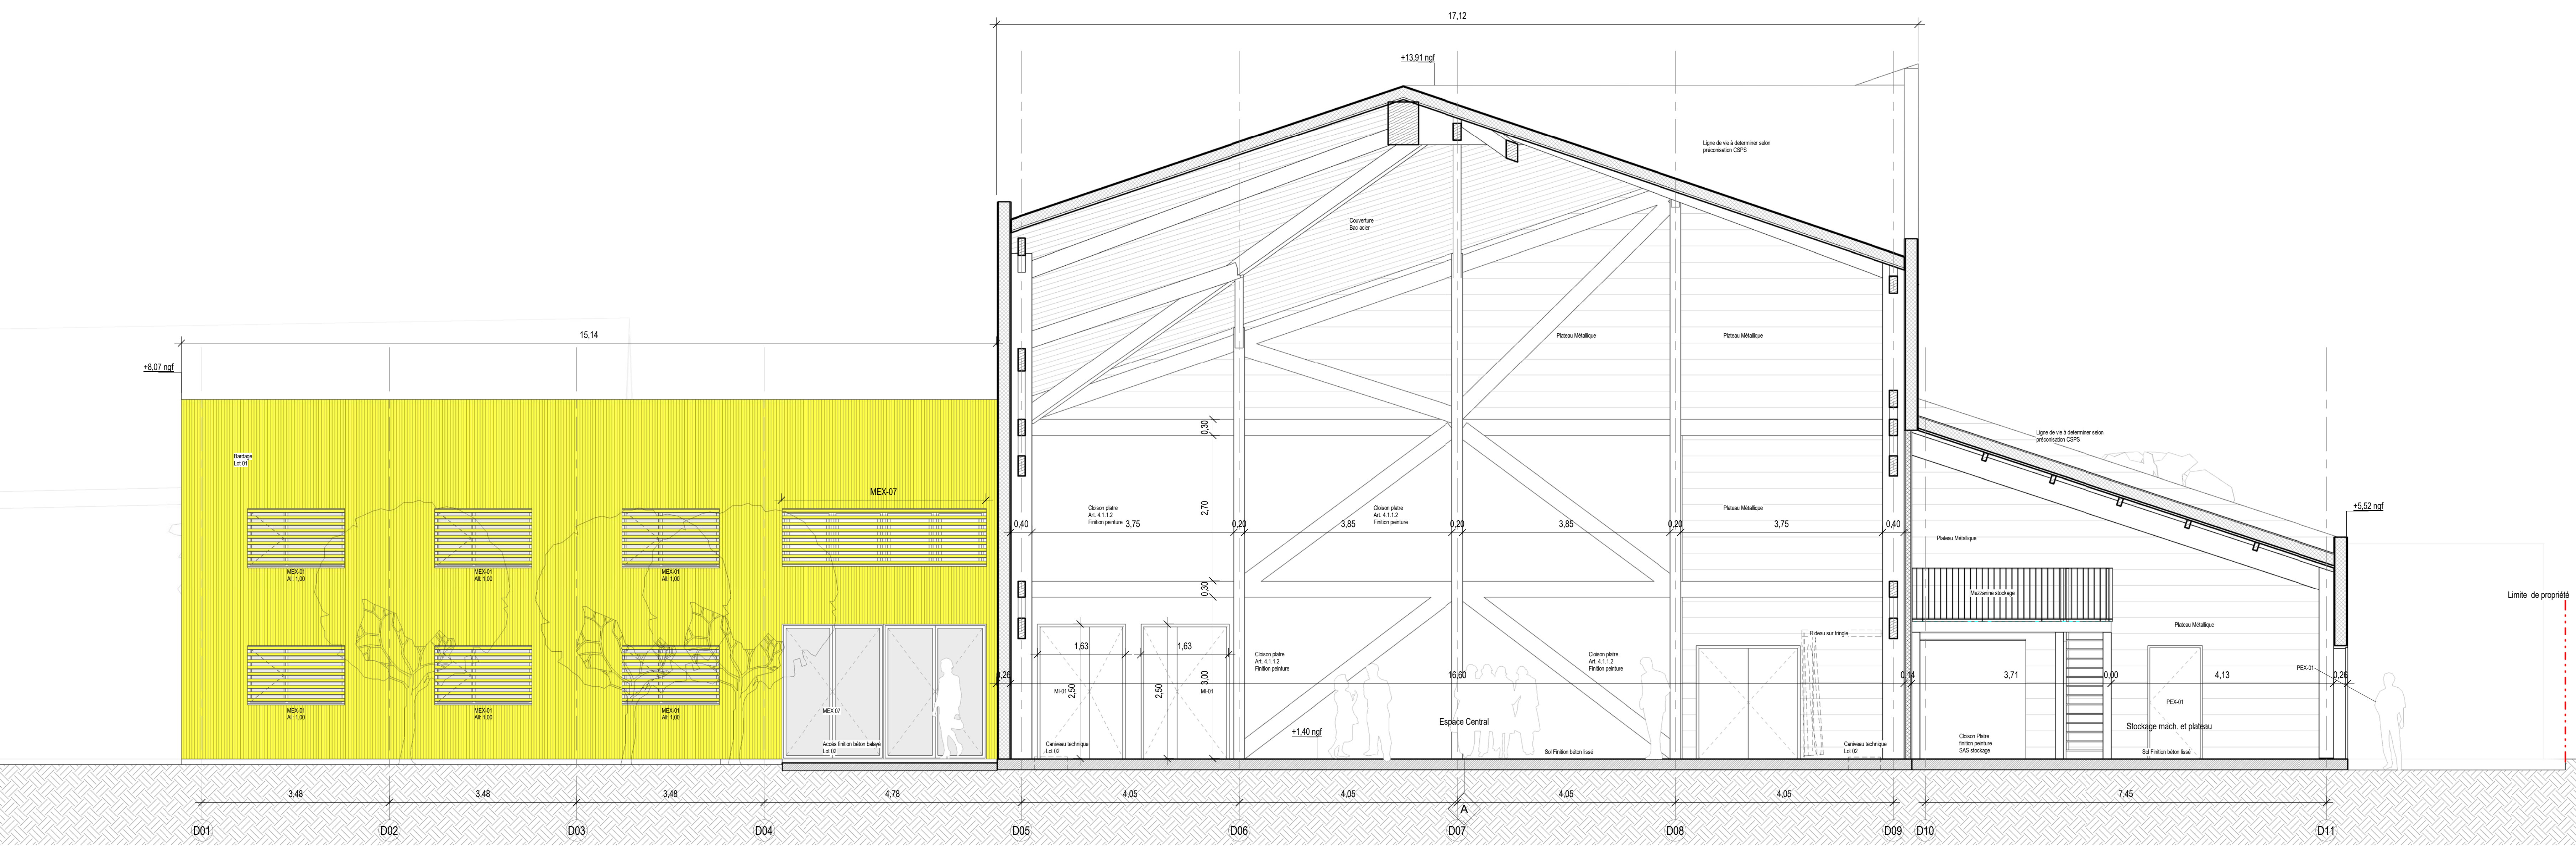 17,12
+13,91 ngf
Ligne de vie à determiner selon
préconisation CSPS
Couverture
Bac acier
15,14
+8,07 ngf
Plateau Métallique
Plateau Métallique
0,30
Ligne de vie à determiner selon
préconisation CSPS
Bardage
Lot 01
MEX-07
2,70
Cloison platre
Art. 4.1.1.2
Finition peinture
Cloison platre
Art. 4.1.1.2
Finition peinture
Plateau Métallique
+5,52 ngf
0,40
3,75
0,20
3,85
0,20
3,85
0,20
3,75
0,40
Plateau Métallique
MEX-01
All: 1,00
MEX-01
All: 1,00
MEX-01
All: 1,00
0,30
Mezzanine stockage
Limite de propriété
Plateau Métallique
Rideau sur tringle
1,63
1,63
Cloison platre
Art. 4.1.1.2
Finition peinture
Cloison platre
Art. 4.1.1.2
Finition peinture
PEX-01
0,26
16,60
0,14
3,71
0,00
4,13
0,26
MI-01
2,50
2,50
MI-01
3,00
PEX-01
MEX-01
All: 1,00
MEX-01
All: 1,00
MEX-01
All: 1,00
MEX 07
Espace Central
Stockage mach. et plateau
+1,40 ngf
Accès finition béton balayé
Lot 02
Caniveau technique
Lot 02
Sol Finition béton lissé
Caniveau technique
Lot 02
Cloison Platre
finition peinture
SAS stockage
Sol Finition béton lissé
3,48
3,48
3,48
4,78
4,05
4,05
4,05
4,05
7,45
A
D01
D02
D03
D04
D05
D06
D07
D08
D09
D10
D11